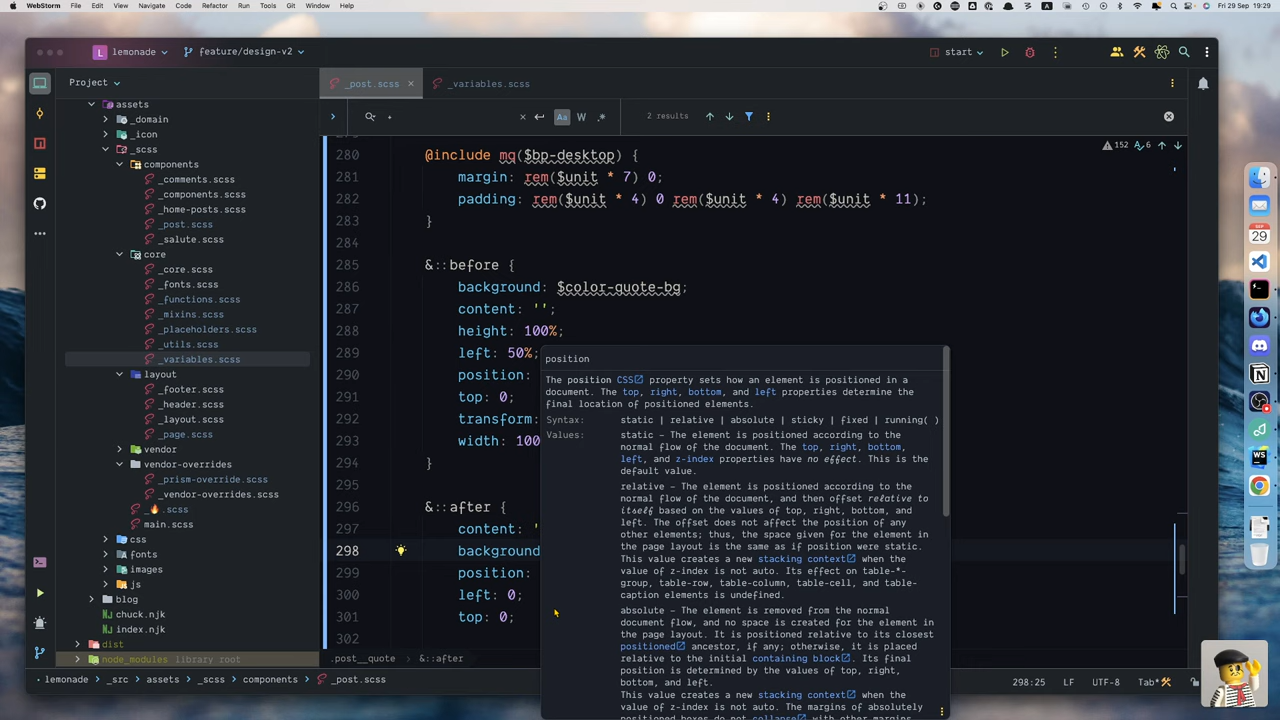 WebStorm File Edit View Navigate Code Refactor Run Tools Git Window Help
A
Fri 29 Sep 19:29
L lemonade
feature/design-v2
start
Project
_post.scss
_variables.scss
assets
_domain
_icon
_scss
components
_comments.scss
_components.scss
_home-posts.scss
_post.scss
_salute.scss
core
_core.scss
_fonts.scss
_functions.scss
_mixins.scss
_placeholders.scss
_utils.scss
_variables.scss
layout
_footer.scss
_header.scss
_layout.scss
_page.scss
vendor
vendor-overrides
_prism-override.scss
_vendor-overrides.scss
_🔥.scss
main.scss
css
fonts
images
js
blog
chuck.njk
index.njk
dist
node_modules library root
Aa W .*
2 results
152 6
280 @include mq($bp-desktop) {
281 margin: rem($unit * 7) 0;
282 padding: rem($unit * 4) 0 rem($unit * 4) rem($unit * 11);
283 }
284
285 &::before {
286 background: $color-quote-bg;
287 content: '';
288 height: 100%;
289 left: 50%;
290 position:
291 top: 0;
292 transform:
293 width: 100
294 }
295
296 &::after {
297 content: '
298 background
299 position:
300 left: 0;
301 top: 0;
302
position
The position CSS property sets how an element is positioned in a
document. The top, right, bottom, and left properties determine the
final location of positioned elements.
Syntax: static | relative | absolute | sticky | fixed | running( )
Values: static – The element is positioned according to the
normal flow of the document. The top, right, bottom,
left, and z-index properties have no effect. This is the
default value.
relative – The element is positioned according to the
normal flow of the document, and then offset relative to
itself based on the values of top, right, bottom, and
left. The offset does not affect the position of any
other elements; thus, the space given for the element in
the page layout is the same as if position were static.
This value creates a new stacking context when the
value of z-index is not auto. Its effect on table-*-
group, table-row, table-column, table-cell, and table-
caption elements is undefined.
absolute – The element is removed from the normal
document flow, and no space is created for the element in
the page layout. It is positioned relative to its closest
positioned ancestor, if any; otherwise, it is placed
relative to the initial containing block. Its final
position is determined by the values of top, right,
bottom, and left.
This value creates a new stacking context when the
value of z-index is not auto. The margins of absolutely
positioned boxes do not collapse with other margins.
.post__quote &::after
lemonade _src assets _scss components _post.scss
298:25 LF UTF-8 Tab*
SEP
29
WS